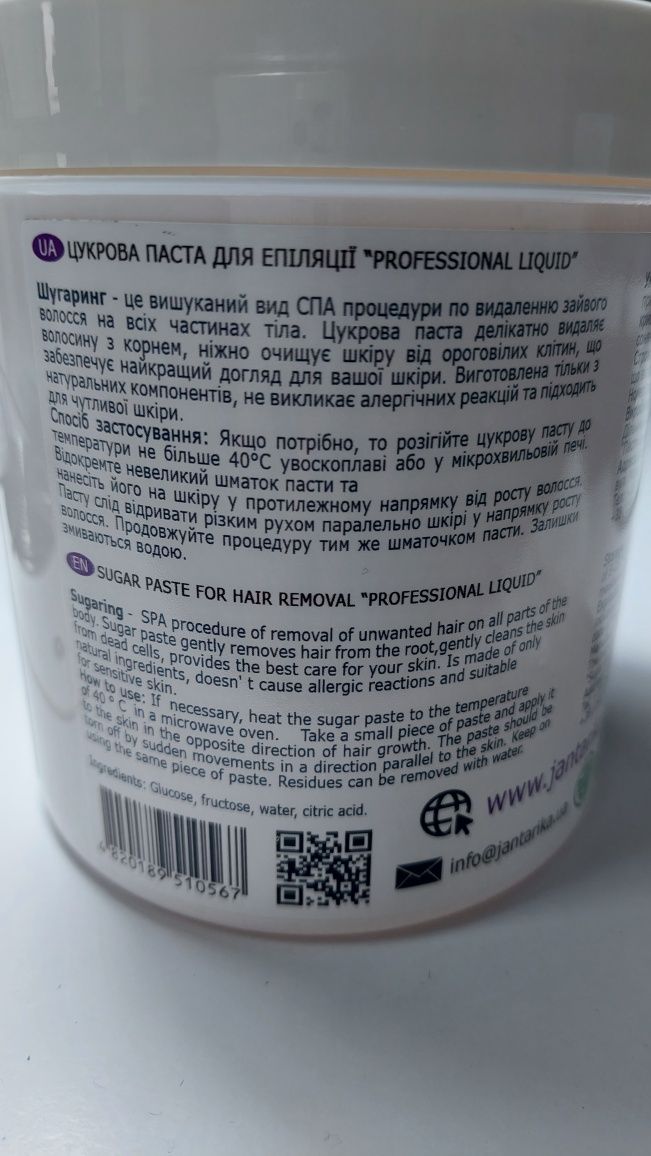 UA ЦУКРОВА ПАСТА ДЛЯ ЕПІЛЯЦІЇ "PROFESSIONAL LIQUID"
Шугаринг - це вишуканий вид СПА процедури по видаленню зайвого
волосся на всіх частинах тіла. Цукрова паста делікатно видаляє
волосину з корнем, ніжно очищує шкіру від ороговілих клітин, що
забезпечує найкращий догляд для вашої шкіри. Виготовлена тільки з
натуральних компонентів, не викликає алергічних реакцій та підходить
для чутливої шкіри.
Спосіб застосування: Якщо потрібно, то розігійте цукрову пасту до
температури не більше 40°С увоскоплаві або у мікрохвильовій печі.
Відокремте невеликий шматок пасти та
нанесіть його на шкіру у протилежному напрямку від росту волосся.
Пасту слід відривати різким рухом паралельно шкірі у напрямку росту
волосся. Продовжуйте процедуру тим же шматочком пасти. Залишки
змиваються водою.
EN SUGAR PASTE FOR HAIR REMOVAL "PROFESSIONAL LIQUID"
Sugaring - SPA procedure of removal of unwanted hair on all parts of the
body. Sugar paste gently removes hair from the root,gently cleans the skin
from dead cells, provides the best care for your skin. Is made of only
natural ingredients, doesn' t cause allergic reactions and suitable
for sensitive skin.
How to use: If necessary, heat the sugar paste to the temperature
of 40 ° C in a microwave oven. Take a small piece of paste and apply it
to the skin in the opposite direction of hair growth. The paste should be
torn off by sudden movements in a direction parallel to the skin. Keep on
using the same piece of paste. Residues can be removed with water.
Ingredients: Glucose, fructose, water, citric acid.
www.jantar
info@jantarika.ua
4 820189 510567